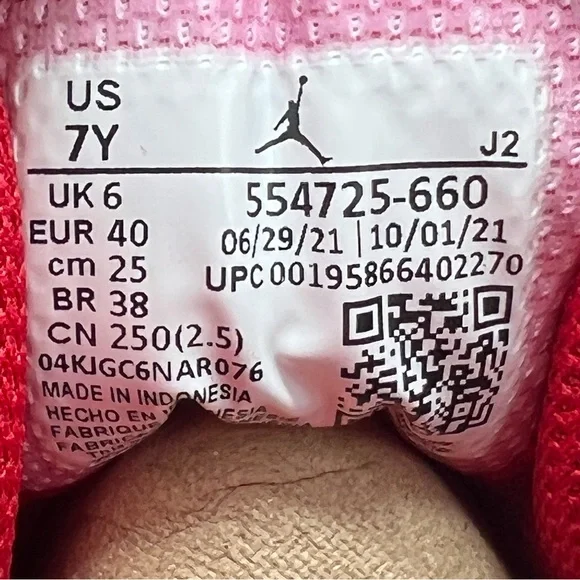 US
7Y
J2
UK 6
EUR 40
cm 25
BR 38
CN 250(2.5)
554725-660
06/29/21 | 10/01/21
UPC 00195866402270
04KJGC6NAR076
MADE IN INDONESIA
HECHO EN
FABRIQUÉ